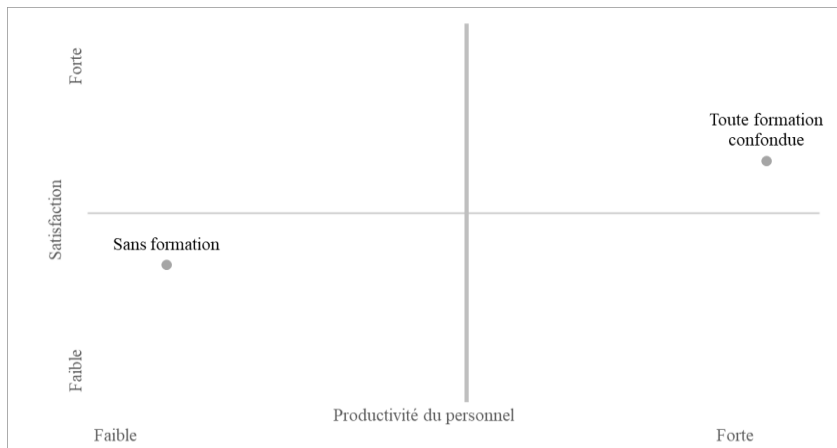 Forte
Toute formation
confondue
Satisfaction
Sans formation
Faible
Productivité du personnel
Faible
Forte